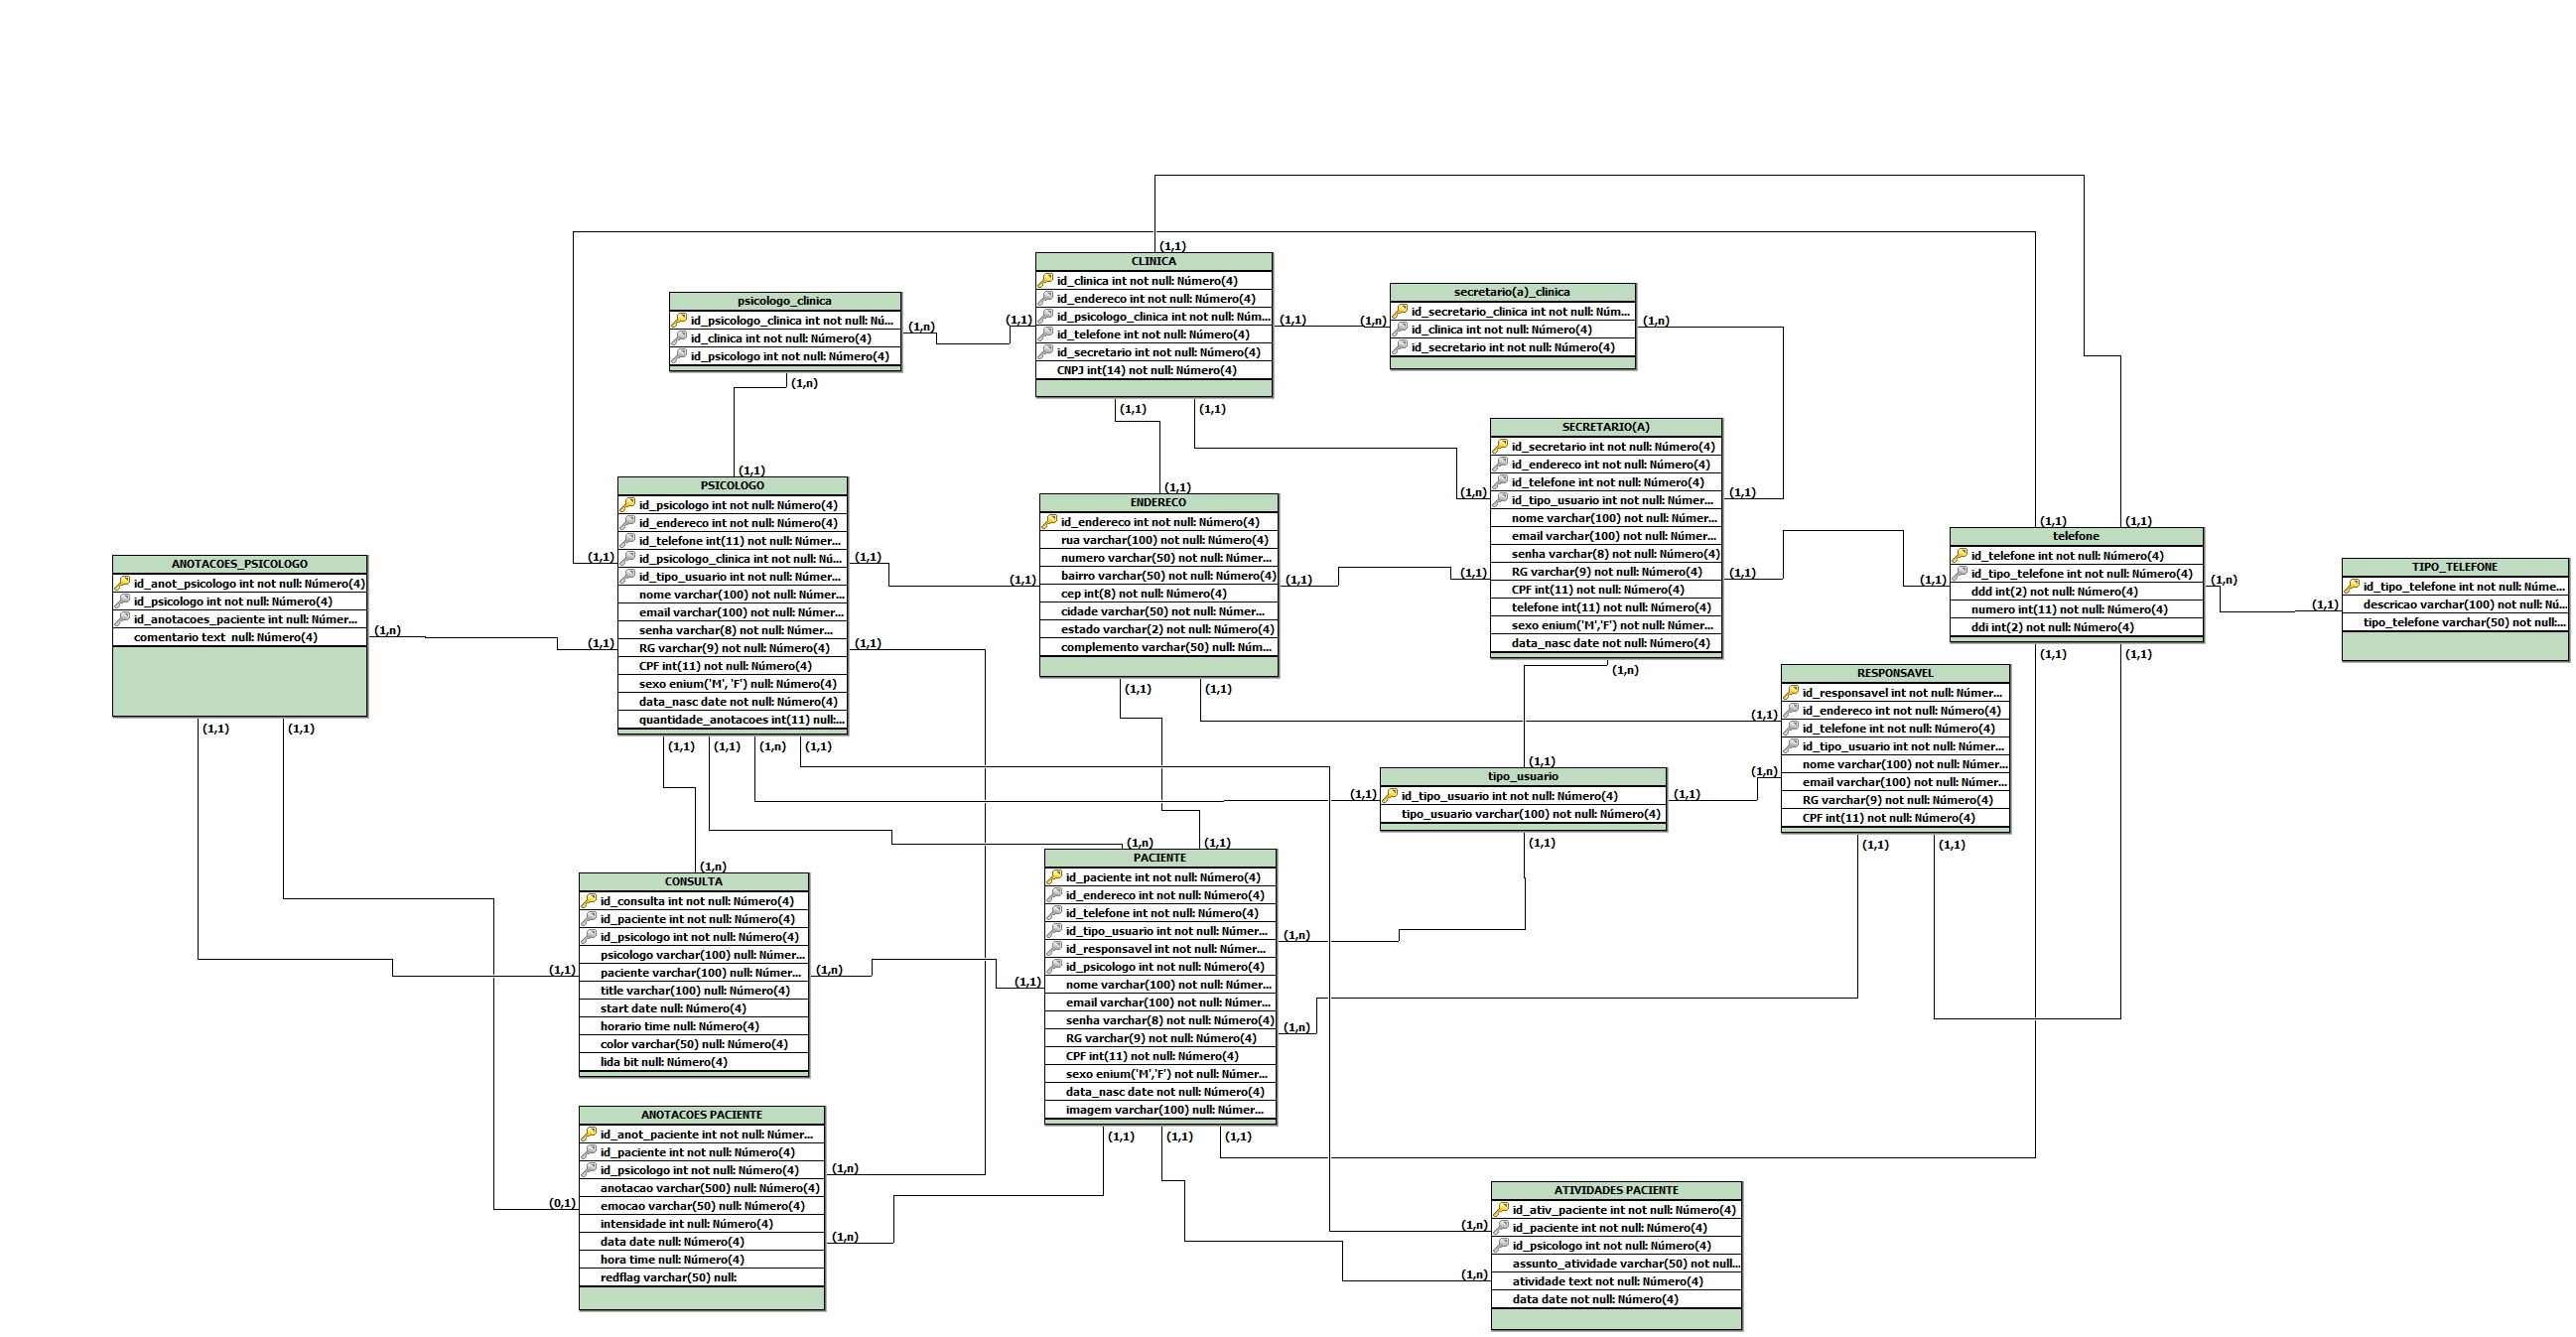 (1,1)
CLINICA
id_clinica int not null: Número(4)
id_endereco int not null: Número(4)
id_psicologo_clinica int not null: Núm...
id_telefone int not null: Número(4)
id_secretario int not null: Número(4)
CNPJ int(14) not null: Número(4)
(1,1)
(1,1)
(1,1)
(1,1)
psicologo_clinica
id_psicologo_clinica int not null: Nú...
id_clinica int not null: Número(4)
id_psicologo int not null: Número(4)
(1,n)
(1,n)
secretario(a)_clinica
id_secretario_clinica int not null: Núm...
id_clinica int not null: Número(4)
id_secretario int not null: Número(4)
(1,n)
(1,n)
SECRETARIO(A)
id_secretario int not null: Número(4)
id_endereco int not null: Número(4)
id_telefone int not null: Número(4)
id_tipo_usuario int not null: Númer...
nome varchar(100) not null: Númer...
email varchar(100) not null: Númer...
senha varchar(8) not null: Número(4)
RG varchar(9) not null: Número(4)
CPF int(11) not null: Número(4)
telefone int(11) not null: Número(4)
sexo enium('M','F') not null: Númer...
data_nasc date not null: Número(4)
(1,n)
(1,1)
(1,1)
(1,1)
(1,n)
(1,1)
PSICOLOGO
id_psicologo int not null: Número(4)
id_endereco int not null: Número(4)
id_telefone int(11) not null: Númer...
id_psicologo_clinica int not null: Nú...
id_tipo_usuario int not null: Númer...
nome varchar(100) not null: Númer...
email varchar(100) not null: Númer...
senha varchar(8) not null: Númer...
RG varchar(9) not null: Número(4)
CPF int(11) not null: Número(4)
sexo enium('M', 'F') null: Número(4)
data_nasc date not null: Número(4)
quantidade_anotacoes int(11) null:...
(1,1)
(1,1)
(1,1)
(1,1)
(1,1)
(1,1)
(1,n)
(1,1)
(1,1)
ENDERECO
id_endereco int not null: Número(4)
rua varchar(100) not null: Número(4)
numero varchar(50) not null: Númer...
bairro varchar(50) not null: Número(4)
cep int(8) not null: Número(4)
cidade varchar(50) not null: Númer...
estado varchar(2) not null: Número(4)
complemento varchar(50) null: Núm...
(1,1)
(1,1)
(1,1)
(1,1)
(1,1)
(1,1)
telefone
id_telefone int not null: Número(4)
id_tipo_telefone int not null: Número(4)
ddd int(2) not null: Número(4)
numero int(11) not null: Número(4)
ddi int(2) not null: Número(4)
(1,1)
(1,n)
(1,1)
(1,1)
TIPO_TELEFONE
id_tipo_telefone int not null: Núme...
descricao varchar(100) not null: Nú...
tipo_telefone varchar(50) not null:...
(1,1)
ANOTACOES_PSICOLOGO
id_anot_psicologo int not null: Número(4)
id_psicologo int not null: Número(4)
id_anotacoes_paciente int not null: Númer...
comentario text  null: Número(4)
(1,n)
(1,1)
(1,1)
RESPONSAVEL
id_responsavel int not null: Númer...
id_endereco int not null: Número(4)
id_telefone int not null: Número(4)
id_tipo_usuario int not null: Númer...
nome varchar(100) not null: Númer...
email varchar(100) not null: Númer...
RG varchar(9) not null: Número(4)
CPF int(11) not null: Número(4)
(1,1)
(1,n)
(1,1)
(1,1)
(1,1)
tipo_usuario
id_tipo_usuario int not null: Número(4)
tipo_usuario varchar(100) not null: Número(4)
(1,1)
(1,1)
(1,1)
(1,n)
(1,1)
PACIENTE
id_paciente int not null: Número(4)
id_endereco int not null: Número(4)
id_telefone int not null: Número(4)
id_tipo_usuario int not null: Númer...
id_responsavel int not null: Númer...
id_psicologo int not null: Número(4)
nome varchar(100) not null: Númer...
email varchar(100) not null: Númer...
senha varchar(8) not null: Número(4)
RG varchar(9) not null: Número(4)
CPF int(11) not null: Número(4)
sexo enium('M','F') not null: Númer...
data_nasc date not null: Número(4)
imagem varchar(100) null: Númer...
(1,n)
(1,1)
(1,n)
(1,1)
(1,1)
(1,1)
(1,n)
CONSULTA
id_consulta int not null: Número(4)
id_paciente int not null: Número(4)
id_psicologo int not null: Número(4)
psicologo varchar(100) null: Númer...
paciente varchar(100) null: Númer...
title varchar(100) null: Número(4)
start date null: Número(4)
horario time null: Número(4)
color varchar(50) null: Número(4)
lida bit null: Número(4)
(1,1)
(1,n)
ANOTACOES PACIENTE
id_anot_paciente int not null: Númer...
id_paciente int not null: Número(4)
id_psicologo int not null: Número(4)
anotacao varchar(500) null: Número(4)
emocao varchar(50) null: Número(4)
intensidade int null: Número(4)
data date null: Número(4)
hora time null: Número(4)
redflag varchar(50) null:
(1,n)
(0,1)
(1,n)
ATIVIDADES PACIENTE
id_ativ_paciente int not null: Número(4)
id_paciente int not null: Número(4)
id_psicologo int not null: Número(4)
assunto_atividade varchar(50) not null...
atividade text not null: Número(4)
data date not null: Número(4)
(1,n)
(1,n)